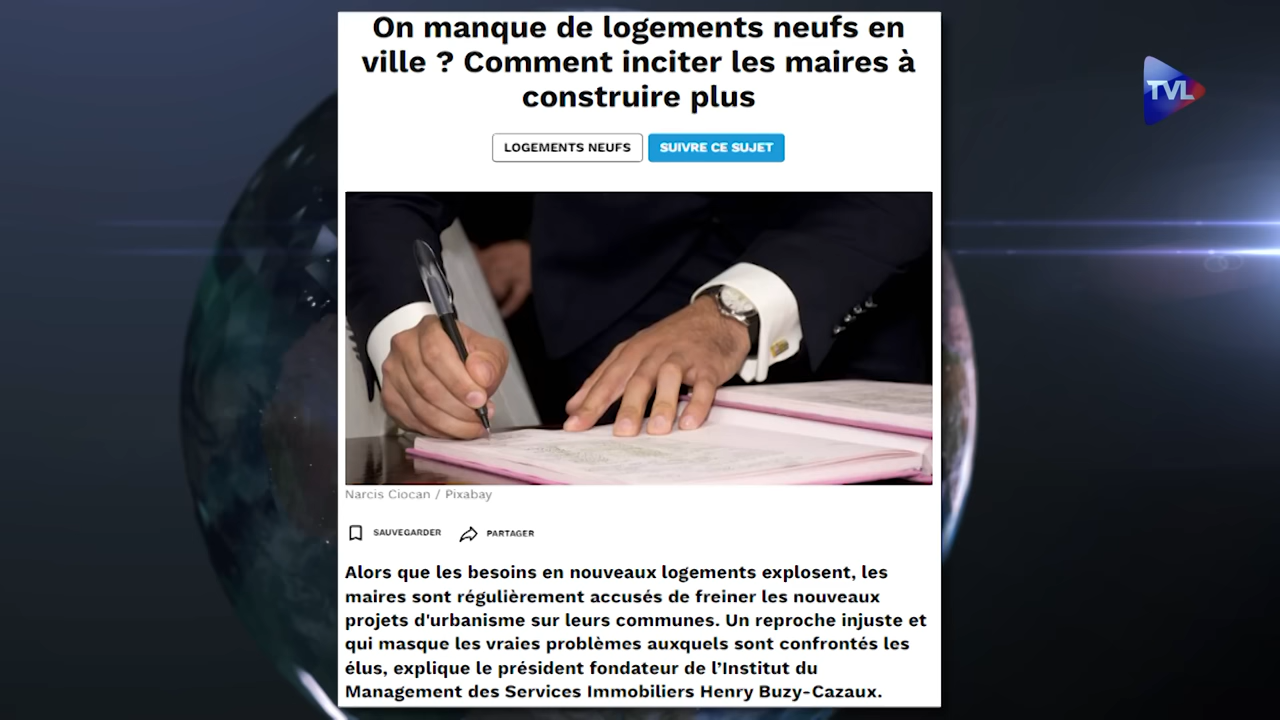 On manque de logements neufs en
ville ? Comment inciter les maires à
construire plus
TVL
LOGEMENTS NEUFS
SUIVRE CE SUJET
Narcis Ciocan / Pixabay
SAUVEGARDER
PARTAGER
Alors que les besoins en nouveaux logements explosent, les
maires sont régulièrement accusés de freiner les nouveaux
projets d'urbanisme sur leurs communes. Un reproche injuste et
qui masque les vraies problèmes auxquels sont confrontés les
élus, explique le président fondateur de l’Institut du
Management des Services Immobiliers Henry Buzy-Cazaux.